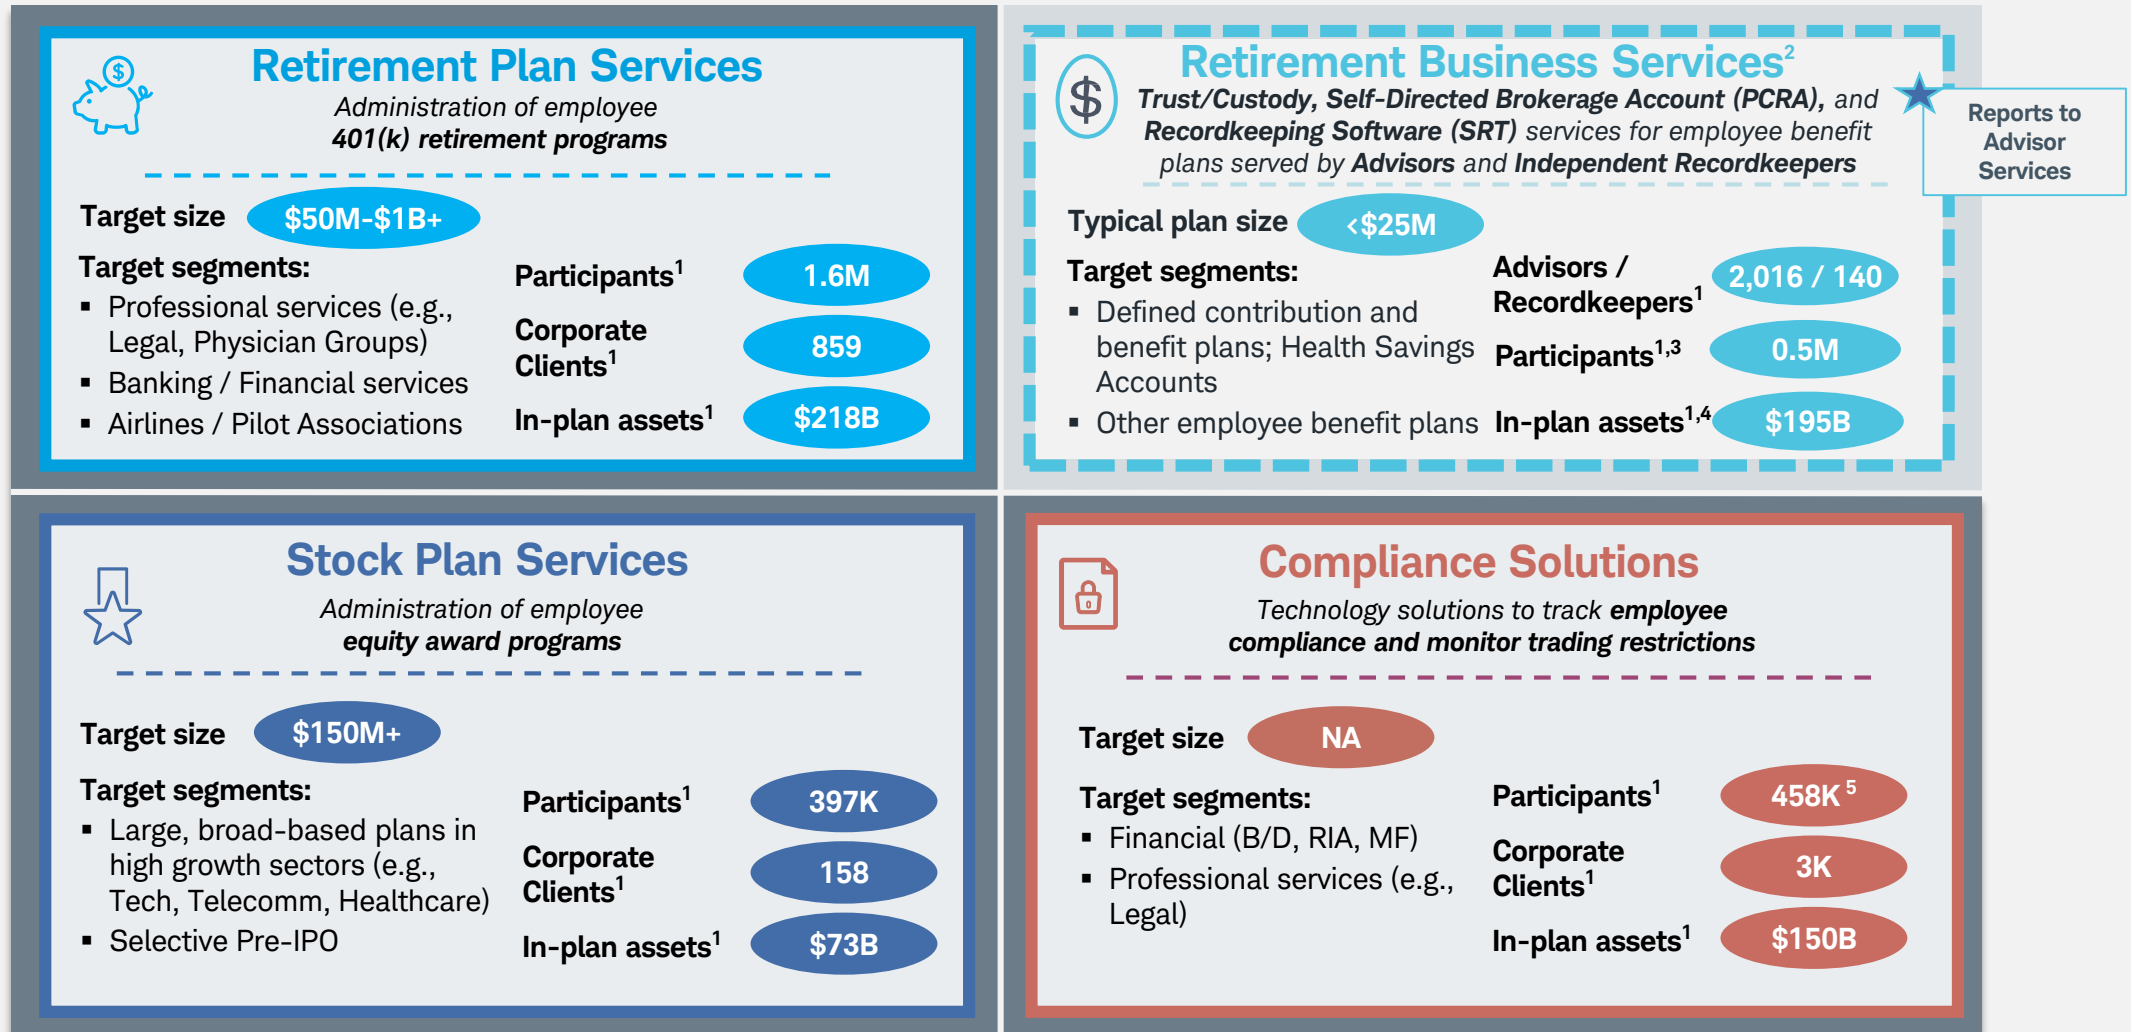 Retirement Plan Services
Administration of employee
401(k) retirement programs
Target size $50M-$1B+
Target segments:
▪ Professional services (e.g.,
Legal, Physician Groups)
▪ Banking / Financial services
▪ Airlines / Pilot Associations
Participants1 1.6M
Corporate
Clients1 859
In-plan assets1 $218B
$
Retirement Business Services2
Trust/Custody, Self-Directed Brokerage Account (PCRA), and
Recordkeeping Software (SRT) services for employee benefit
plans served by Advisors and Independent Recordkeepers
$
Reports to
Advisor
Services
Typical plan size <$25M
Target segments:
▪ Defined contribution and
benefit plans; Health Savings
Accounts
▪ Other employee benefit plans
Advisors /
Recordkeepers1 2,016 / 140
Participants1,3 0.5M
In-plan assets1,4 $195B
Stock Plan Services
Administration of employee
equity award programs
Target size $150M+
Target segments:
▪ Large, broad-based plans in
high growth sectors (e.g.,
Tech, Telecomm, Healthcare)
▪ Selective Pre-IPO
Participants1 397K
Corporate
Clients1 158
In-plan assets1 $73B
Compliance Solutions
Technology solutions to track employee
compliance and monitor trading restrictions
Target size NA
Target segments:
▪ Financial (B/D, RIA, MF)
▪ Professional services (e.g.,
Legal)
Participants1 458K 5
Corporate
Clients1 3K
In-plan assets1 $150B